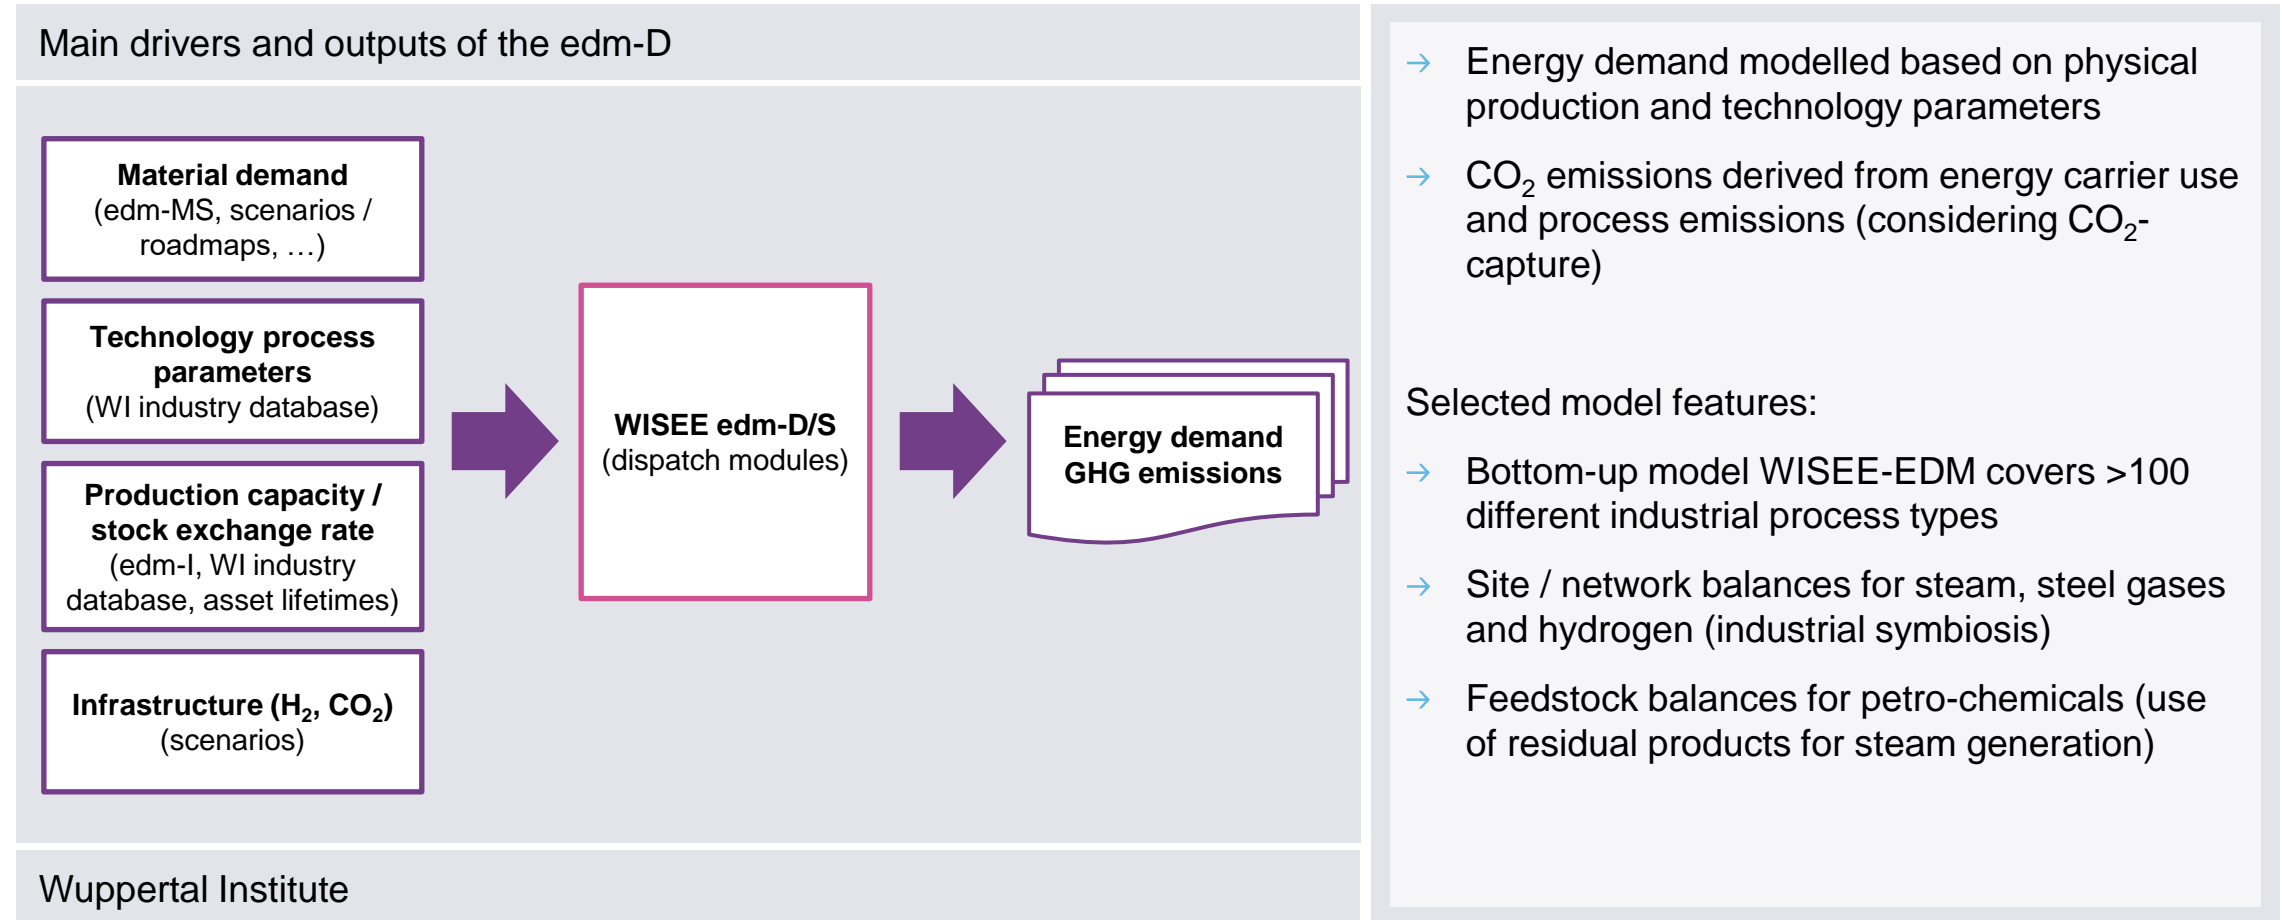 Main drivers and outputs of the edm-D
Material demand
(edm-MS, scenarios /
roadmaps, …)
Technology process
parameters
(WI industry database)
Production capacity /
stock exchange rate
(edm-I, WI industry
database, asset lifetimes)
Infrastructure (H₂, CO₂)
(scenarios)
WISEE edm-D/S
(dispatch modules)
Energy demand
GHG emissions
Wuppertal Institute
→ Energy demand modelled based on physical
production and technology parameters
→ CO₂ emissions derived from energy carrier use
and process emissions (considering CO₂-
capture)
Selected model features:
→ Bottom-up model WISEE-EDM covers >100
different industrial process types
→ Site / network balances for steam, steel gases
and hydrogen (industrial symbiosis)
→ Feedstock balances for petro-chemicals (use
of residual products for steam generation)